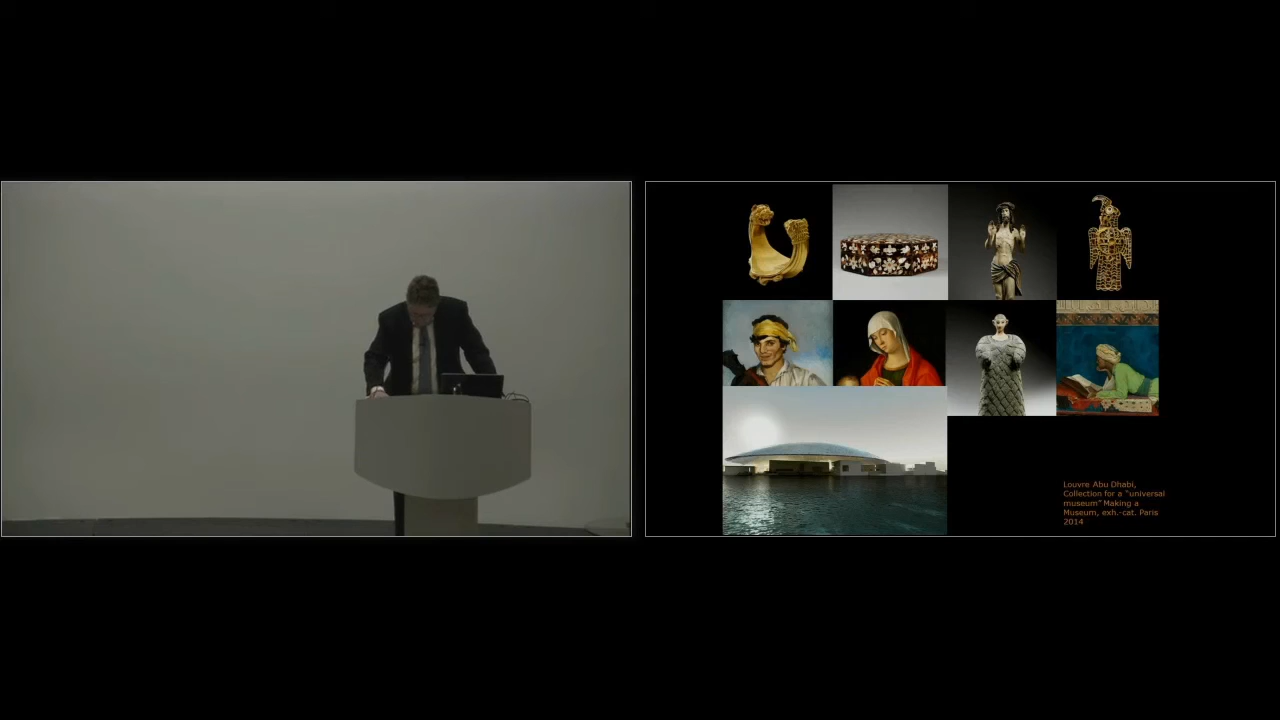 Louvre Abu Dhabi,
Collection for a "universal
museum" Making a
Museum, exh.-cat. Paris
2014